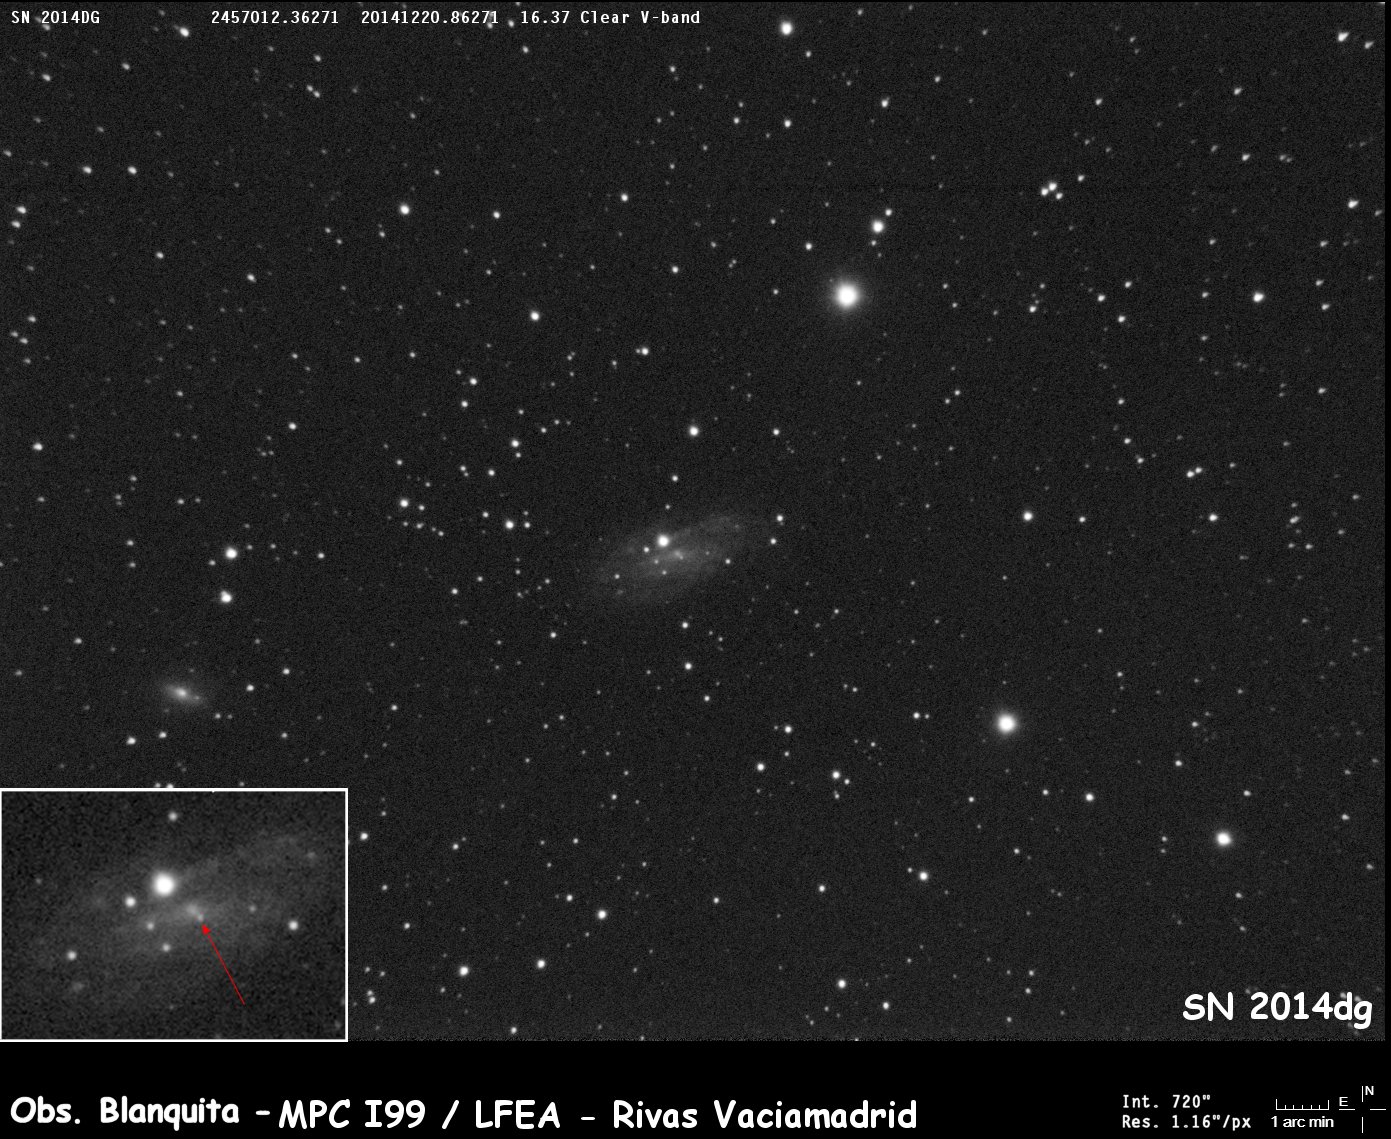 SN 2014DG 2457012.36271 20141220.86271 16.37 Clear V-band
SN 2014dg
Obs. Blanquita - MPC I99 / LFEA - Rivas Vaciamadrid
Int. 720"
Res. 1.16"/px
1 arc min
E
N